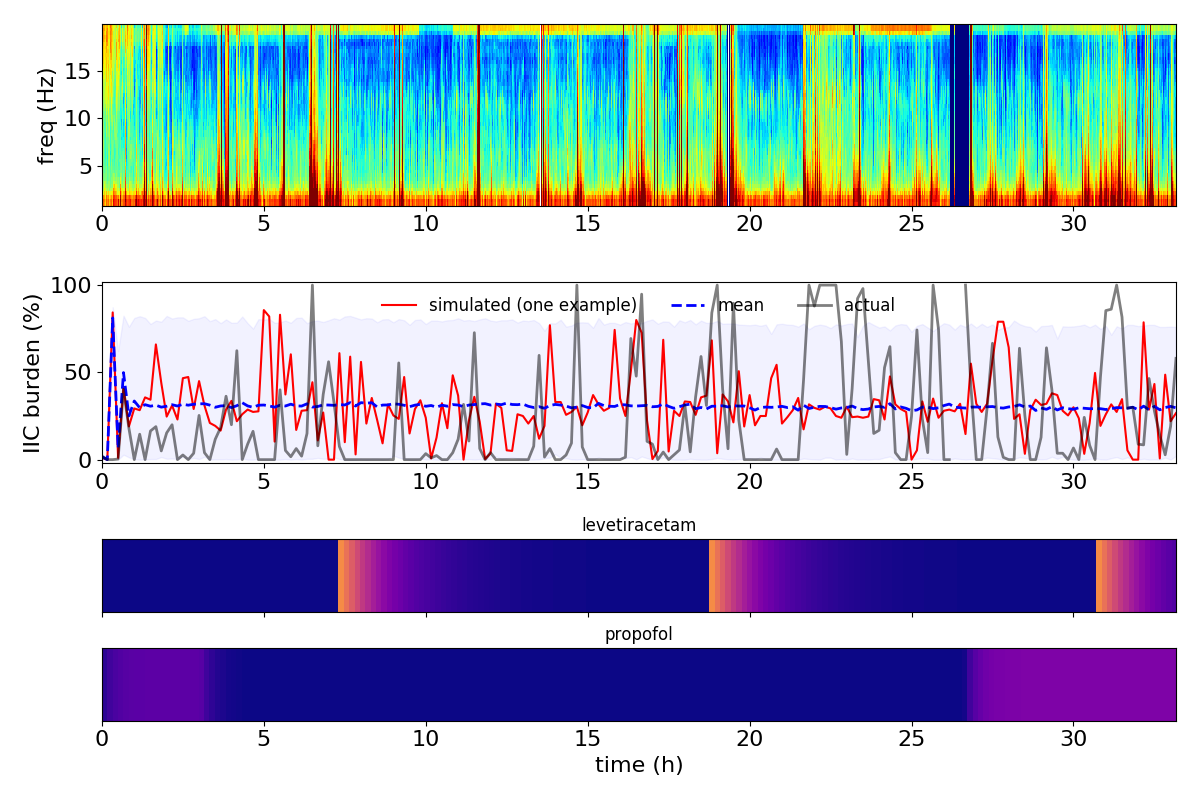 freq (Hz)
15
10
5
0 5 10 15 20 25 30
IIC burden (%)
100
50
0
simulated (one example) mean actual
0 5 10 15 20 25 30
levetiracetam
propofol
0 5 10 15 20 25 30
time (h)